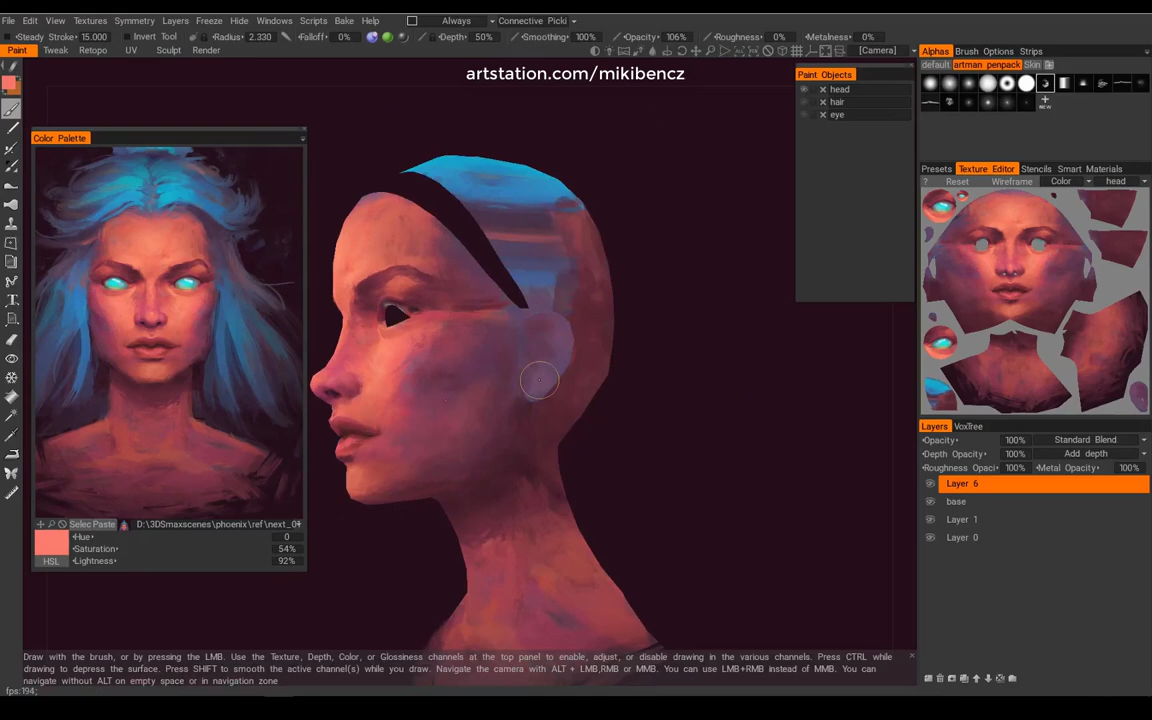 File Edit View Textures Symmetry Layers Freeze Hide Windows Scripts Bake Help Always Connective Picki
Steady Stroke 15.000 Invert Tool Radius: 2.330 Falloff: 0% Depth: 50% Smoothing: 100% Opacity: 106% Roughness: 0% Metalness: 0%
Paint Tweak Retopo UV Sculpt Render [Camera]
artstation.com/mikibencz
Alphas Brush Options Strips
default artman penpack Skin
NEW
Paint Objects
head
hair
eye
Color Palette
Presets Texture Editor Stencils Smart Materials
? Reset Wireframe Color head
Layers VoxTree
Opacity 100% Standard Blend
Depth Opacity 100% Add depth
Roughness Opaci 100% Metal Opacity 100%
Layer 6
base
Layer 1
Layer 0
Selec Paste D:\3DSmaxscenes\phoenix\ref\next_0
Hue 0
Saturation 54%
HSL Lightness 92%
Draw with the brush, or by pressing the LMB. Use the Texture, Depth, Color, or Glossiness channels at the top panel to enable, adjust, or disable drawing in the various channels. Press CTRL while
drawing to depress the surface. Press SHIFT to smooth the active channel(s) while you draw. Navigate the camera with ALT + LMB,RMB or MMB. You can use LMB+RMB instead of MMB. You can
navigate without ALT on empty space or in navigation zone
fps:194;